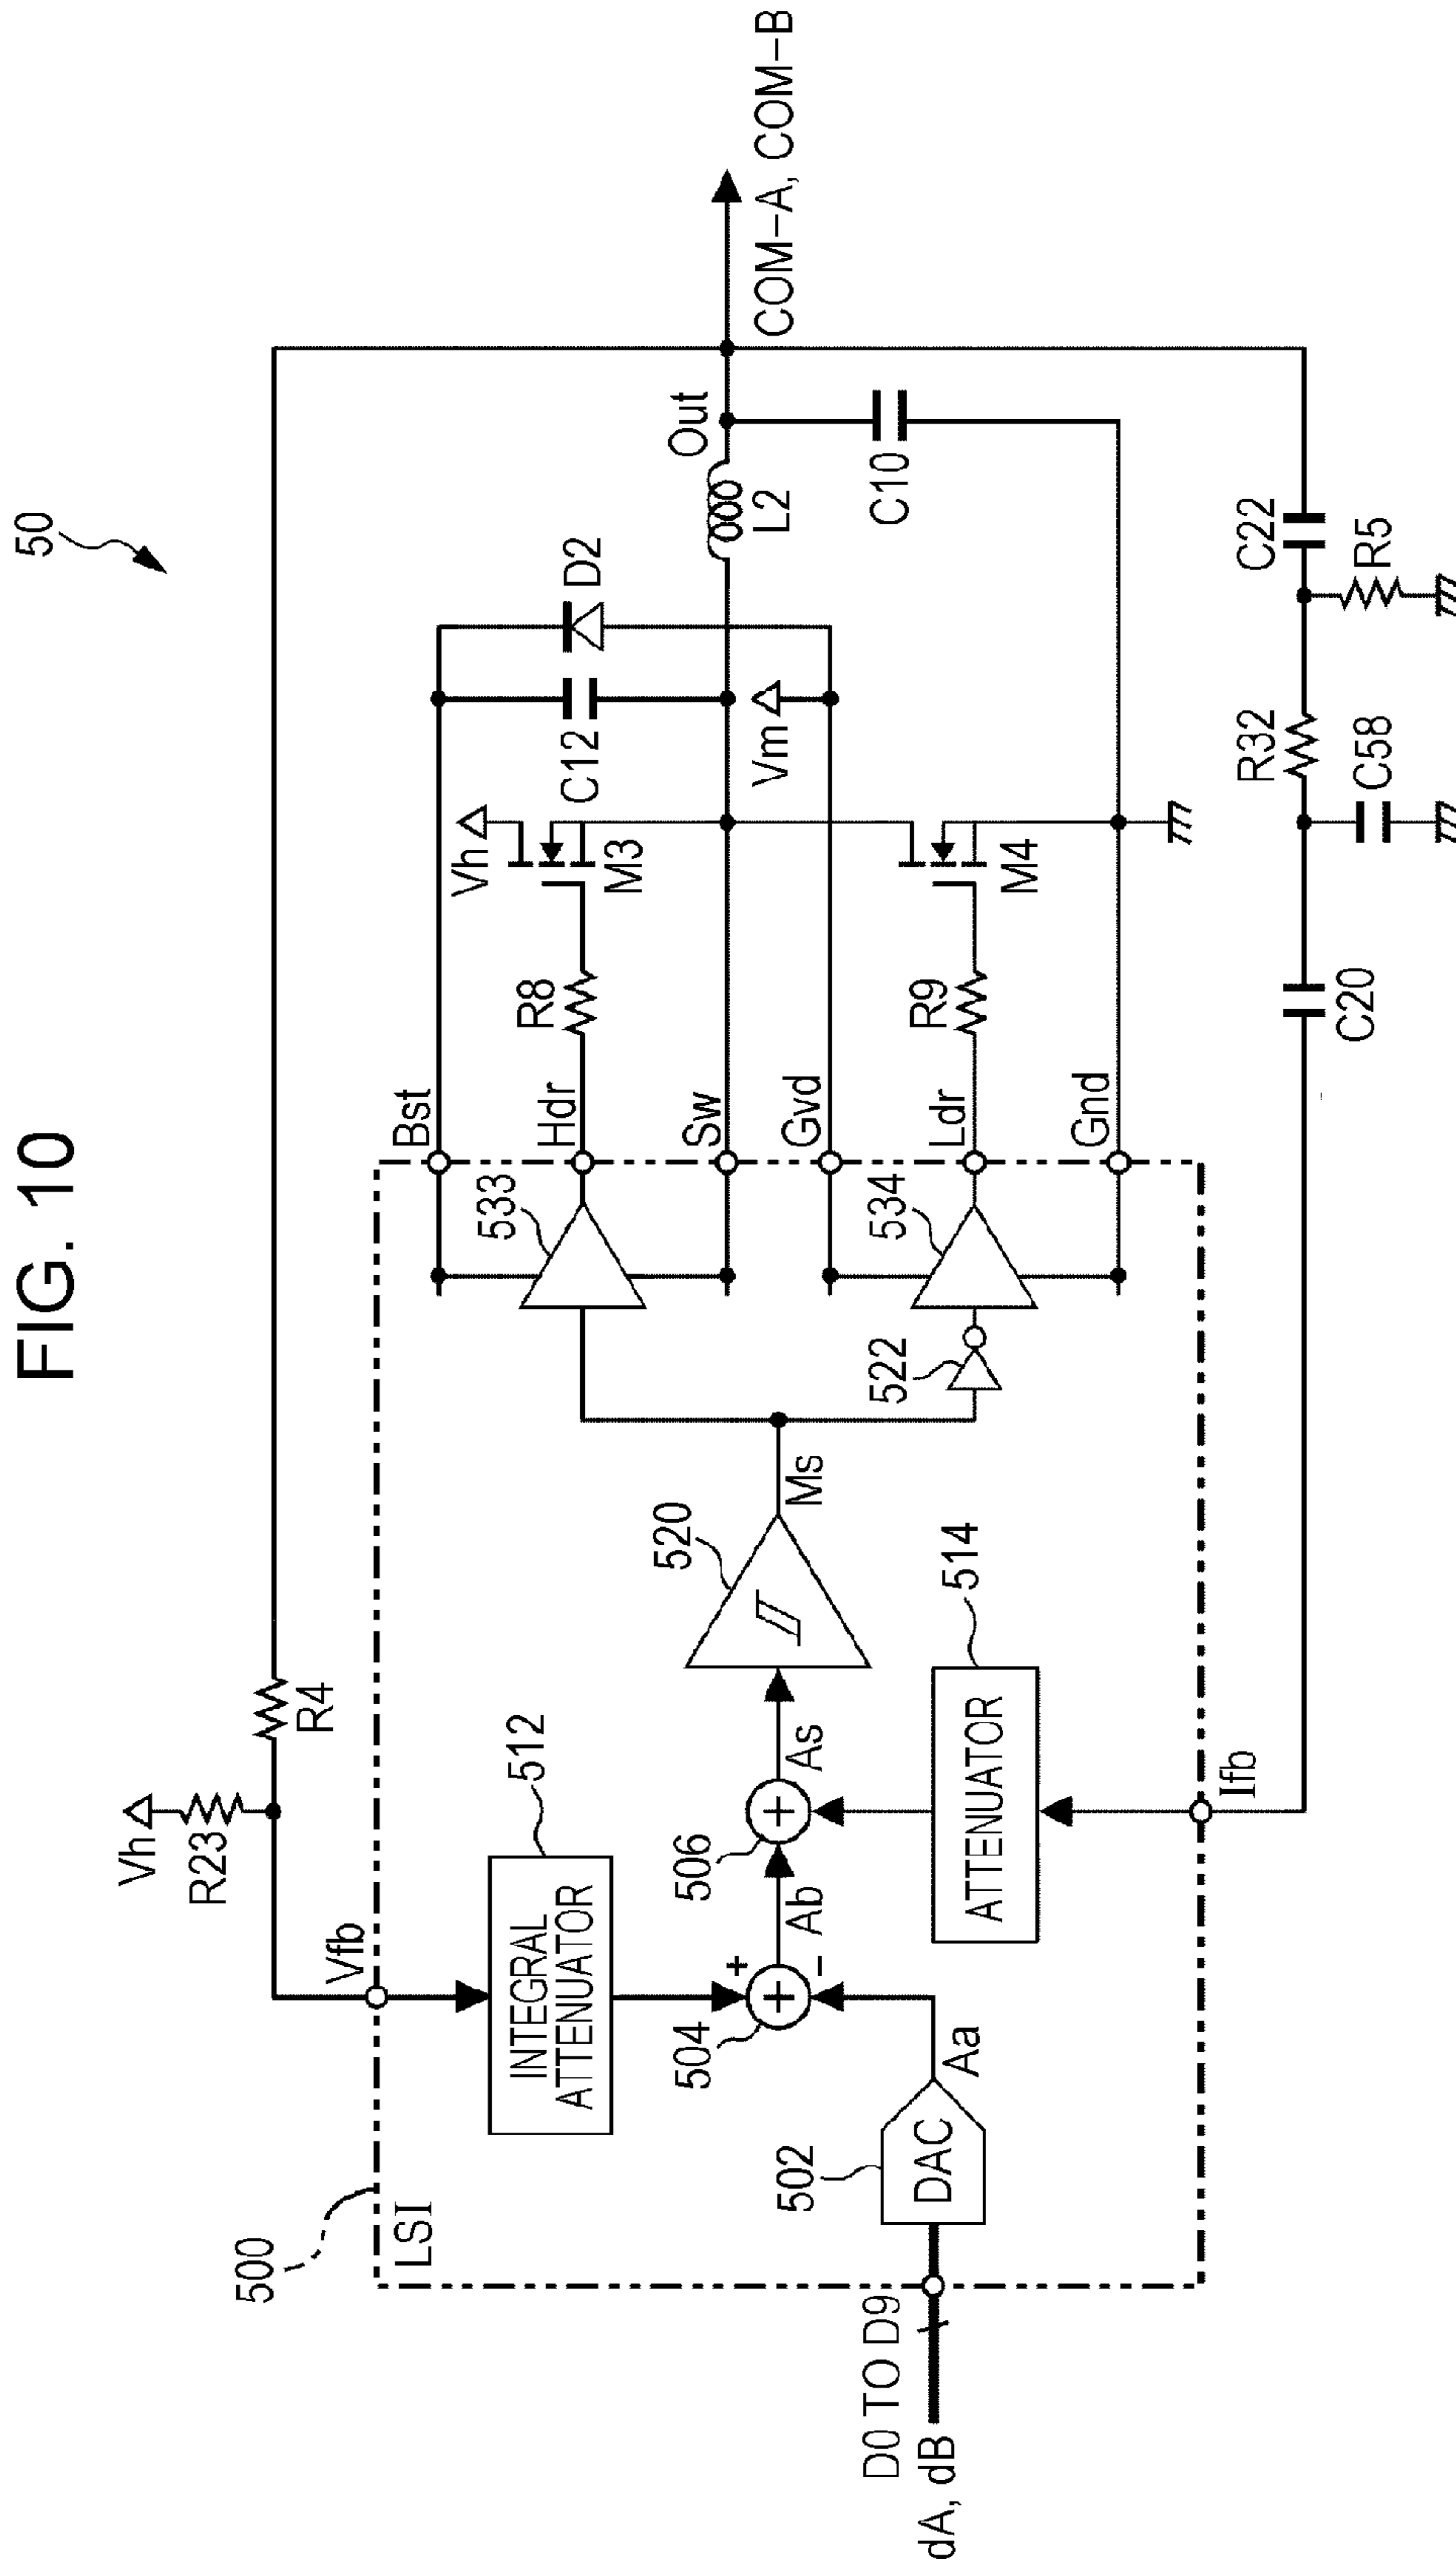 FIG. 10
50
Vh
R23
R4
500
LSI
Vfb
512
INTEGRAL
ATTENUATOR
504
+
–
+
Ab
506
+
As
520
Ms
514
ATTENUATOR
Ifb
502
DAC
Aa
D0 TO D9
dA, dB
522
533
534
Bst
Hdr
Sw
Gvd
Ldr
Gnd
R8
R9
Vh
M3
M4
C12
D2
Vm
L2
Out
C10
COM–A, COM–B
C20
R32
C58
C22
R5